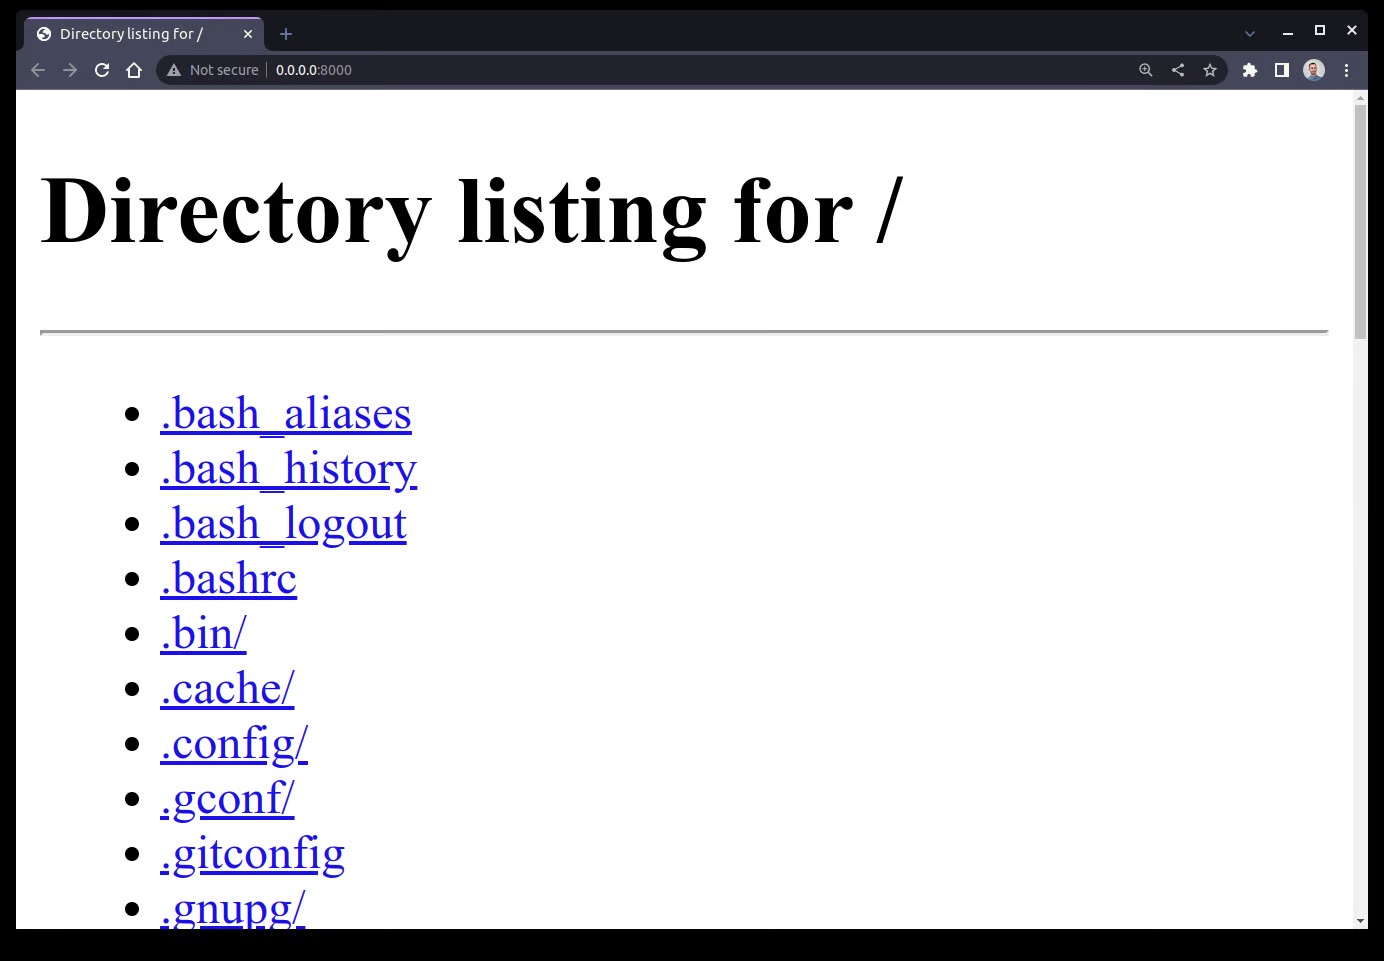 Directory listing for /
Not secure | 0.0.0.0:8000
Directory listing for /
.bash_aliases
.bash_history
.bash_logout
.bashrc
.bin/
.cache/
.config/
.gconf/
.gitconfig
.gnupg/